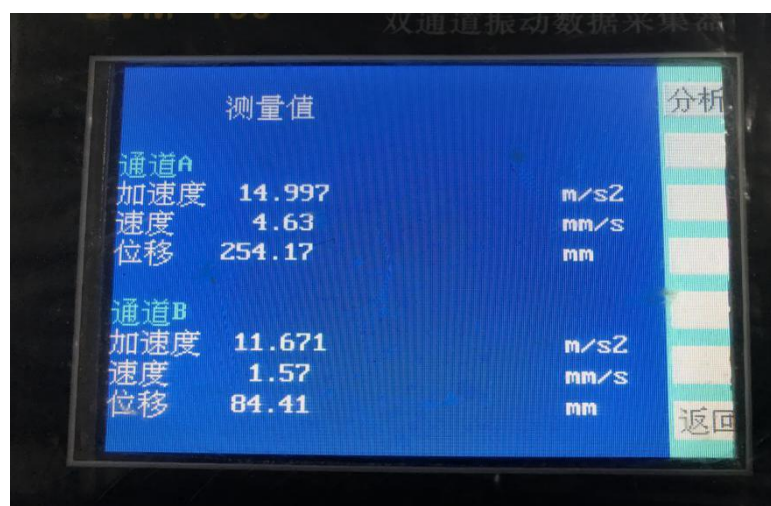 双通道振动数据采集器
测量值
分析
通道A
加速度 14.997 m/s2
速度 4.63 mm/s
位移 254.17 mm
通道B
加速度 11.671 m/s2
速度 1.57 mm/s
位移 84.41 mm
返回